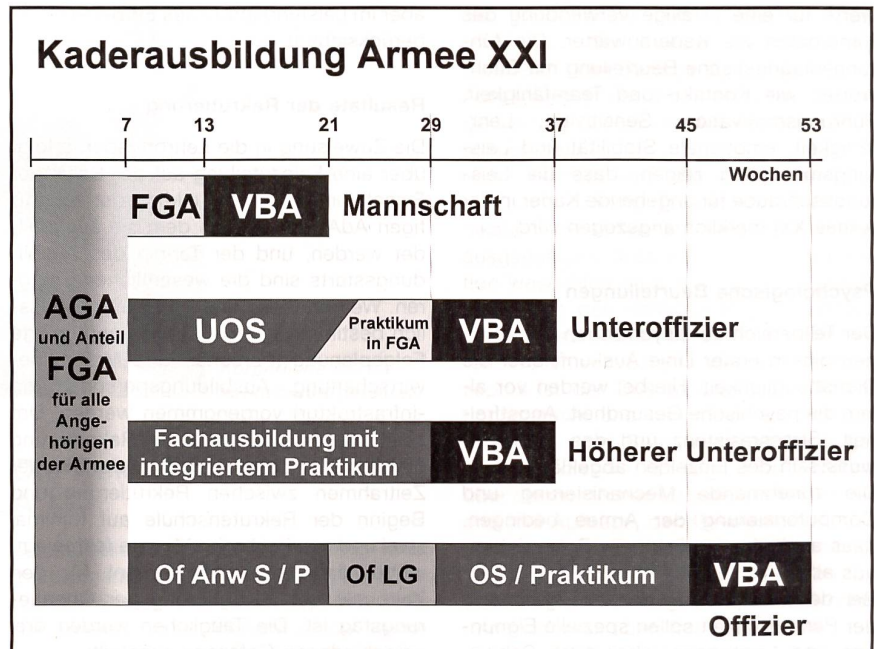 Kaderausbildung Armee XXI
7 13 21 29 37 45 53
Wochen
FGA VBA Mannschaft
AGA
und Anteil
FGA
für alle
Ange-
hörigen
der Armee
UOS
Praktikum
in FGA
VBA
Unteroffizier
Fachausbildung mit
integriertem Praktikum
VBA
Höherer Unteroffizier
Of Anw S / P
Of LG
OS / Praktikum
VBA
Offizier